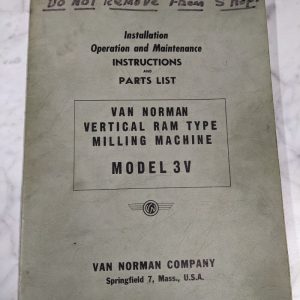 Do NOT REMOVE From Shop!
Installation
Operation and Maintenance
INSTRUCTIONS
AND
PARTS LIST
VAN NORMAN
VERTICAL RAM TYPE
MILLING MACHINE
MODEL 3V
VAN NORMAN COMPANY
Springfield 7, Mass., U.S.A.